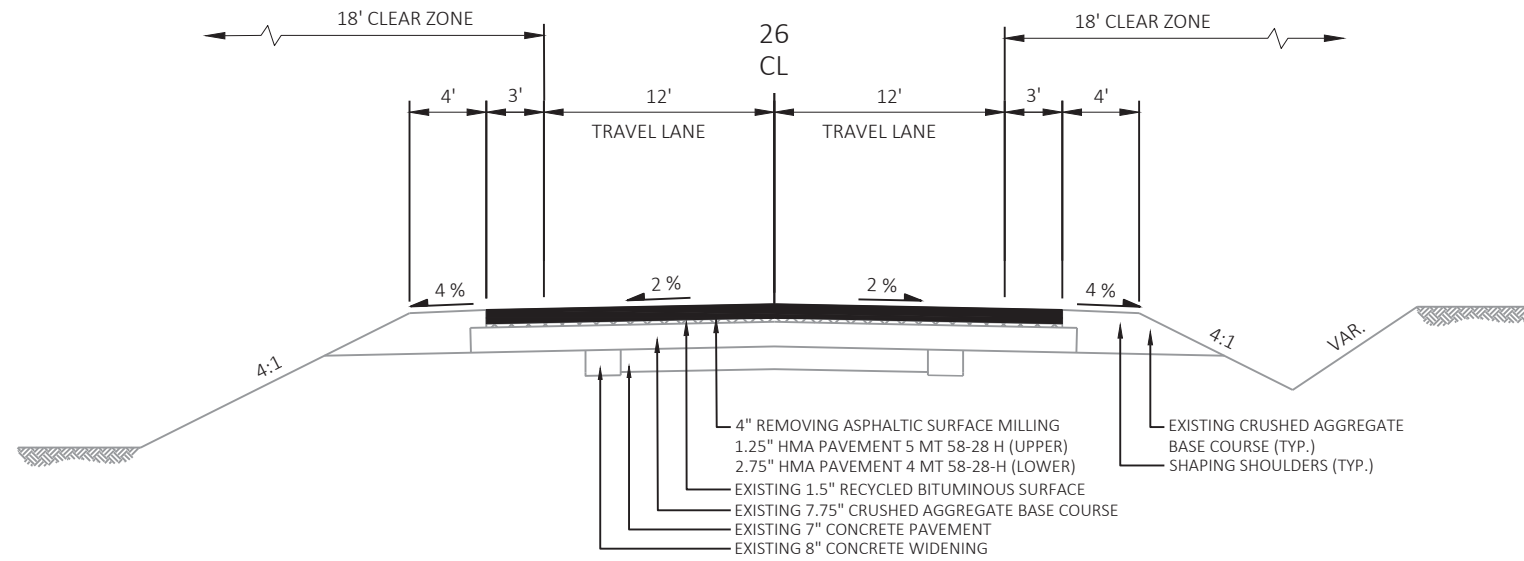 18' CLEAR ZONE
18' CLEAR ZONE
26
CL
4'
3'
12'
12'
3'
4'
TRAVEL LANE
TRAVEL LANE
4 %
2 %
2 %
4 %
4:1
4:1
VAR.
4" REMOVING ASPHALTIC SURFACE MILLING
1.25" HMA PAVEMENT 5 MT 58-28 H (UPPER)
2.75" HMA PAVEMENT 4 MT 58-28-H (LOWER)
EXISTING 1.5" RECYCLED BITUMINOUS SURFACE
EXISTING 7.75" CRUSHED AGGREGATE BASE COURSE
EXISTING 7" CONCRETE PAVEMENT
EXISTING 8" CONCRETE WIDENING
EXISTING CRUSHED AGGREGATE
BASE COURSE (TYP.)
SHAPING SHOULDERS (TYP.)